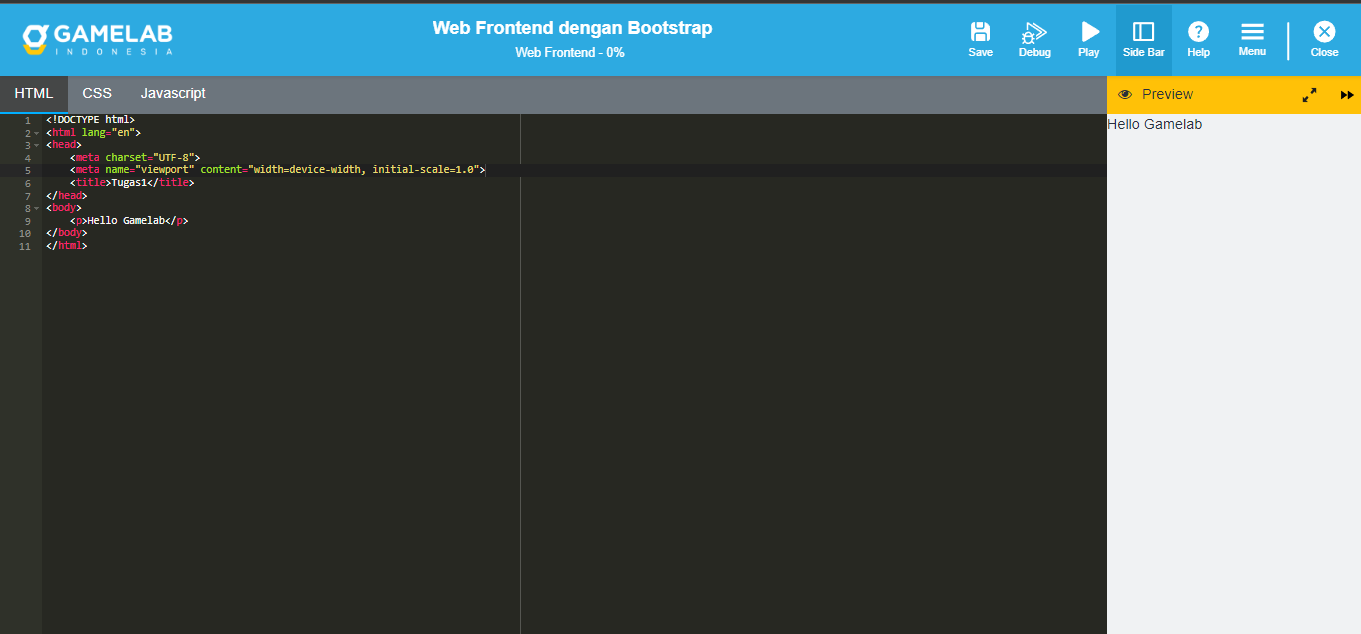 GAMELAB
INDONESIA
Web Frontend dengan Bootstrap
Web Frontend - 0%
Save
Debug
Play
Side Bar
Help
Menu
Close
HTML
CSS
Javascript
Preview
1 <!DOCTYPE html>
2 <html lang="en">
3 <head>
4     <meta charset="UTF-8">
5     <meta name="viewport" content="width=device-width, initial-scale=1.0">
6     <title>Tugas1</title>
7 </head>
8 <body>
9     <p>Hello Gamelab</p>
10 </body>
11 </html>
Hello Gamelab